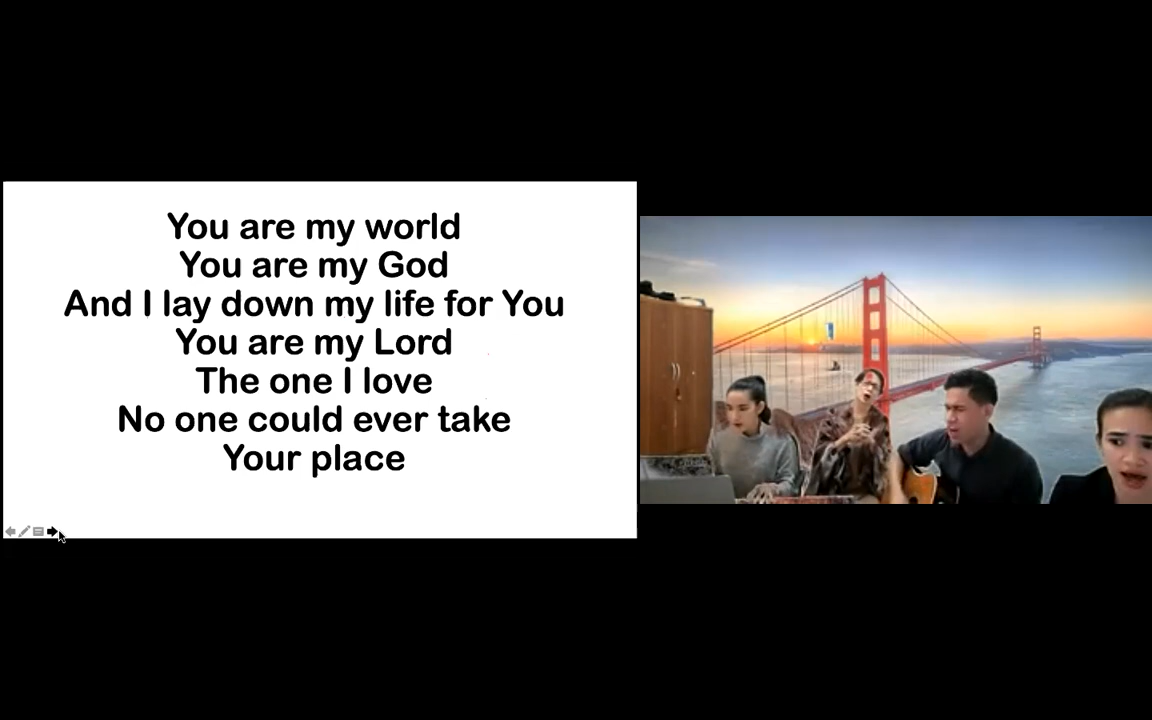 You are my world
You are my God
And I lay down my life for You
You are my Lord
The one I love
No one could ever take
Your place